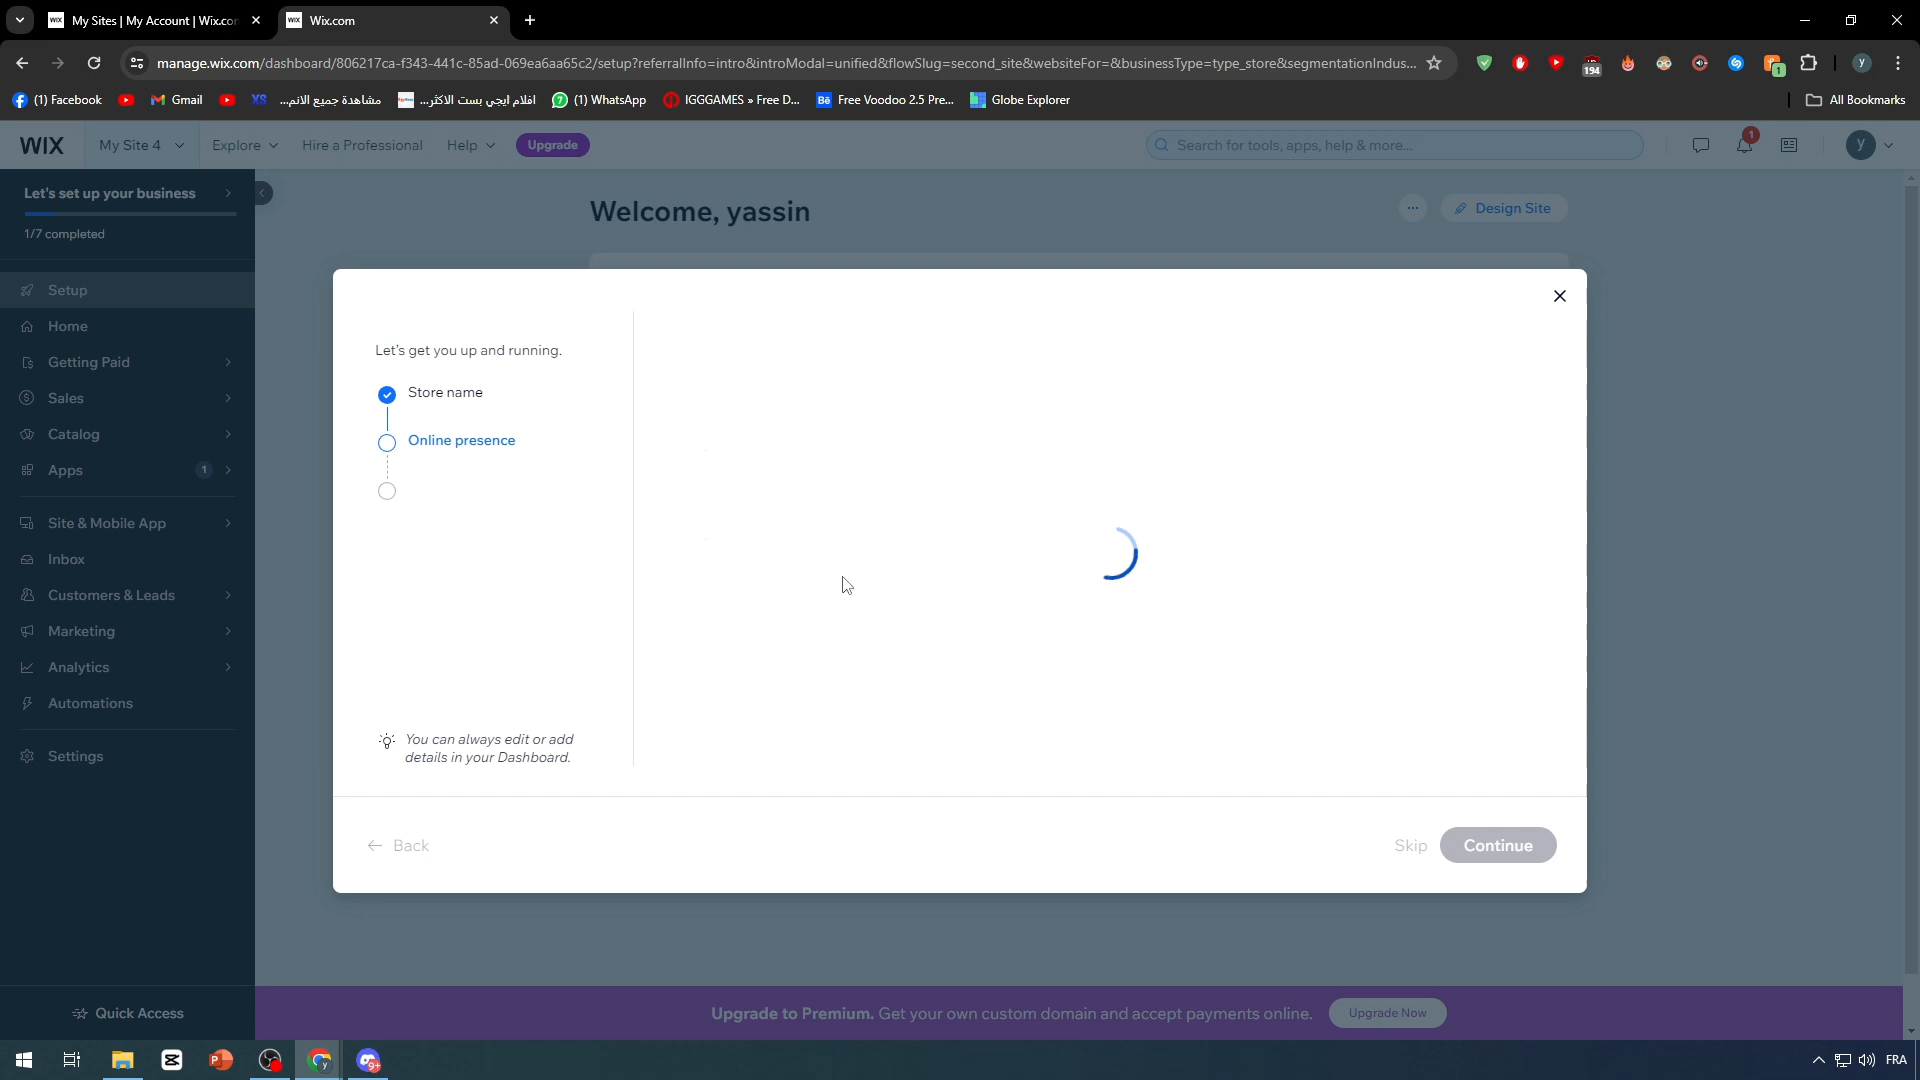 My Sites | My Account | Wix.com
Wix.com
manage.wix.com/dashboard/806217ca-f343-441c-85ad-069ea6aa65c2/setup?referralInfo=intro&introModal=unified&flowSlug=second_site&websiteFor=&businessType=type_store&segmentationIndus...
194
1
y
(1) Facebook
Gmail
XS
مشاهدة جميع الانم...
افلام ايجي بست الاكثر...
(1) WhatsApp
IGGGAMES » Free D...
Bē
Free Voodoo 2.5 Pre...
Globe Explorer
All Bookmarks
WIX
My Site 4
Explore
Hire a Professional
Help
Upgrade
Search for tools, apps, help & more...
1
y
Let's set up your business
1/7 completed
Setup
Home
Getting Paid
Sales
Catalog
Apps
1
Site & Mobile App
Inbox
Customers & Leads
Marketing
Analytics
Automations
Settings
Quick Access
Welcome, yassin
Design Site
Let's get you up and running.
Store name
Online presence
You can always edit or add
details in your Dashboard.
Back
Skip
Continue
Upgrade to Premium. Get your own custom domain and accept payments online.
Upgrade Now
9+
FRA